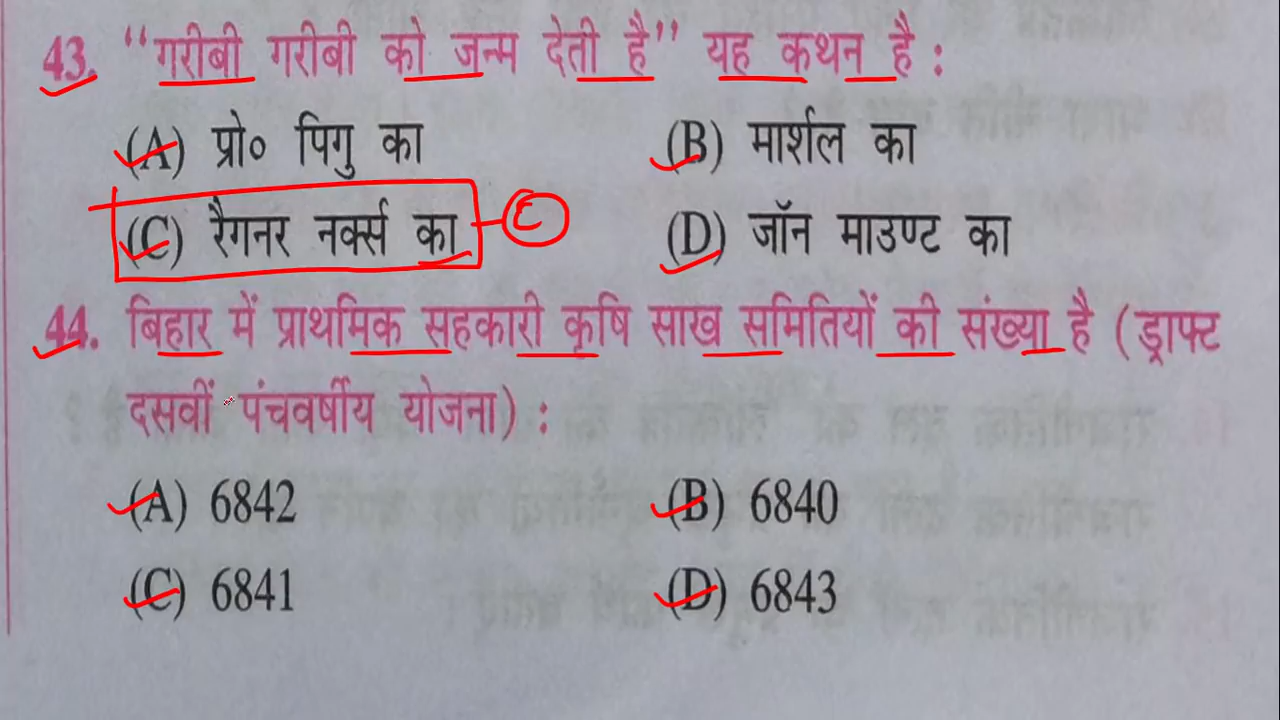 43. “गरीबी गरीबी को जन्म देती है” यह कथन है :
(A) प्रो० पिगु का (B) मार्शल का
(C) रैगनर नर्क्स का C (D) जॉन माउण्ट का
44. बिहार में प्राथमिक सहकारी कृषि साख समितियों की संख्या है (ड्राफ्ट
दसवीं पंचवर्षीय योजना) :
(A) 6842 (B) 6840
(C) 6841 (D) 6843